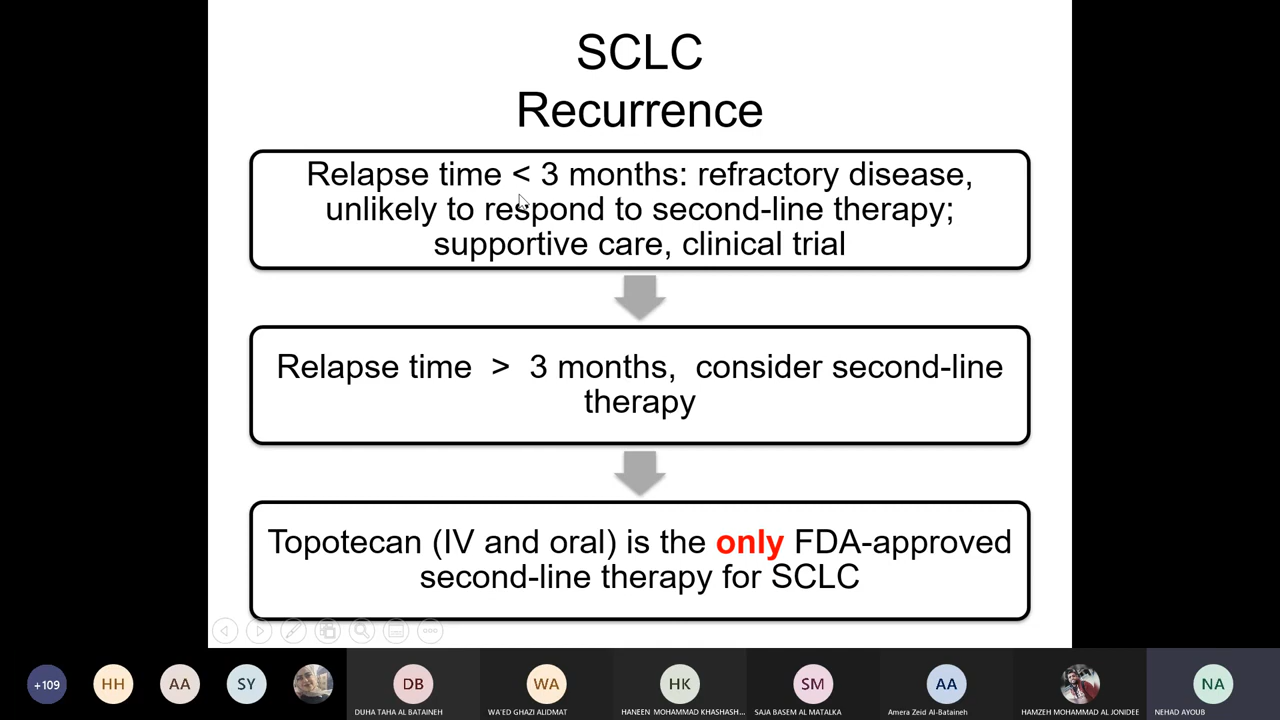 SCLC
Recurrence
Relapse time < 3 months: refractory disease,
unlikely to respond to second-line therapy;
supportive care, clinical trial
Relapse time > 3 months, consider second-line
therapy
Topotecan (IV and oral) is the only FDA-approved
second-line therapy for SCLC
+109
HH
AA
SY
DB
WA
HK
SM
AA
NA
DUHA TAHA AL BATAINEH
WA'ED GHAZI ALIDMAT
HANEEN MOHAMMAD KHASHASH...
SAJA BASEM AL MATALKA
Amera Zeid Al-Bataineh
HAMZEH MOHAMMAD AL JONIDEE
NEHAD AYOUB